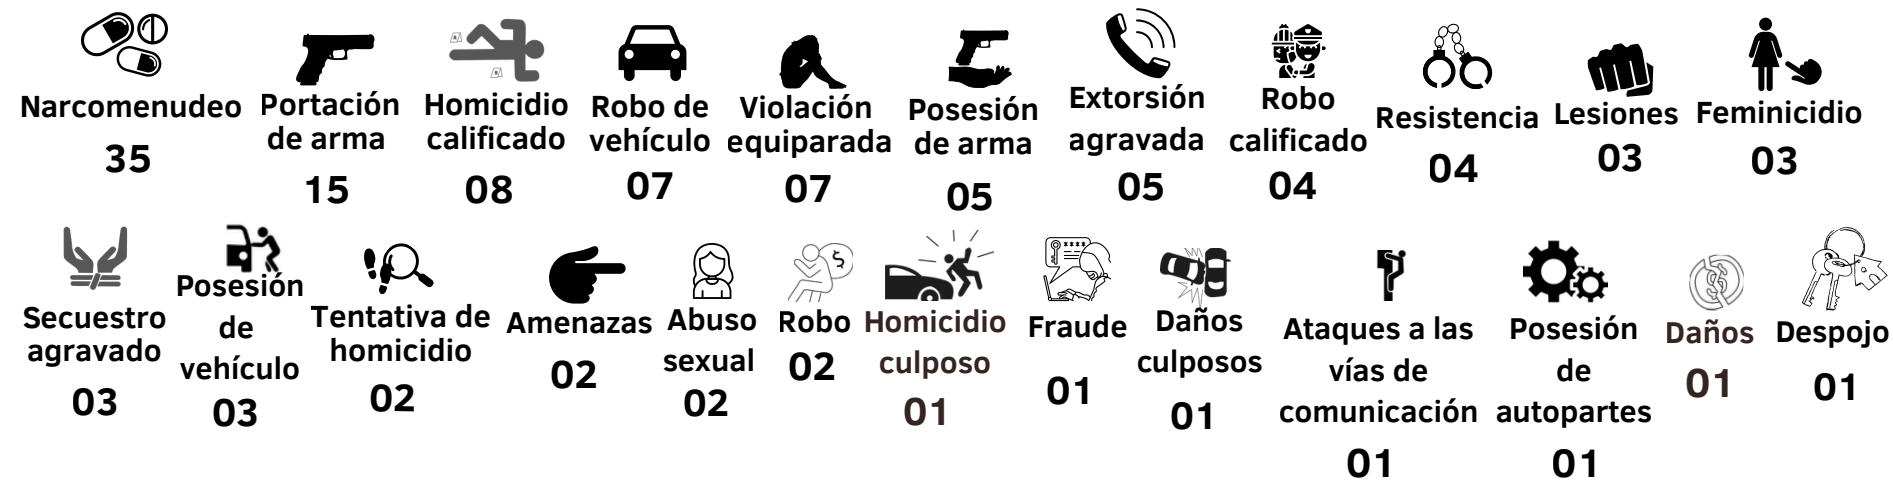 Narcomenudeo
35
Portación
de arma
15
Homicidio
calificado
08
Robo de
vehículo
07
Violación
equiparada
07
Posesión
de arma
05
Extorsión
agravada
05
Robo
calificado
04
Resistencia
04
Lesiones
03
Feminicidio
03
Secuestro
agravado
03
Posesión
de
vehículo
03
Tentativa de
homicidio
02
Amenazas
02
Abuso
sexual
02
Robo
02
Homicidio
culposo
01
Fraude
01
Daños
culposos
01
Ataques a las
vías de
comunicación
01
Posesión
de
autopartes
01
Daños
01
Despojo
01